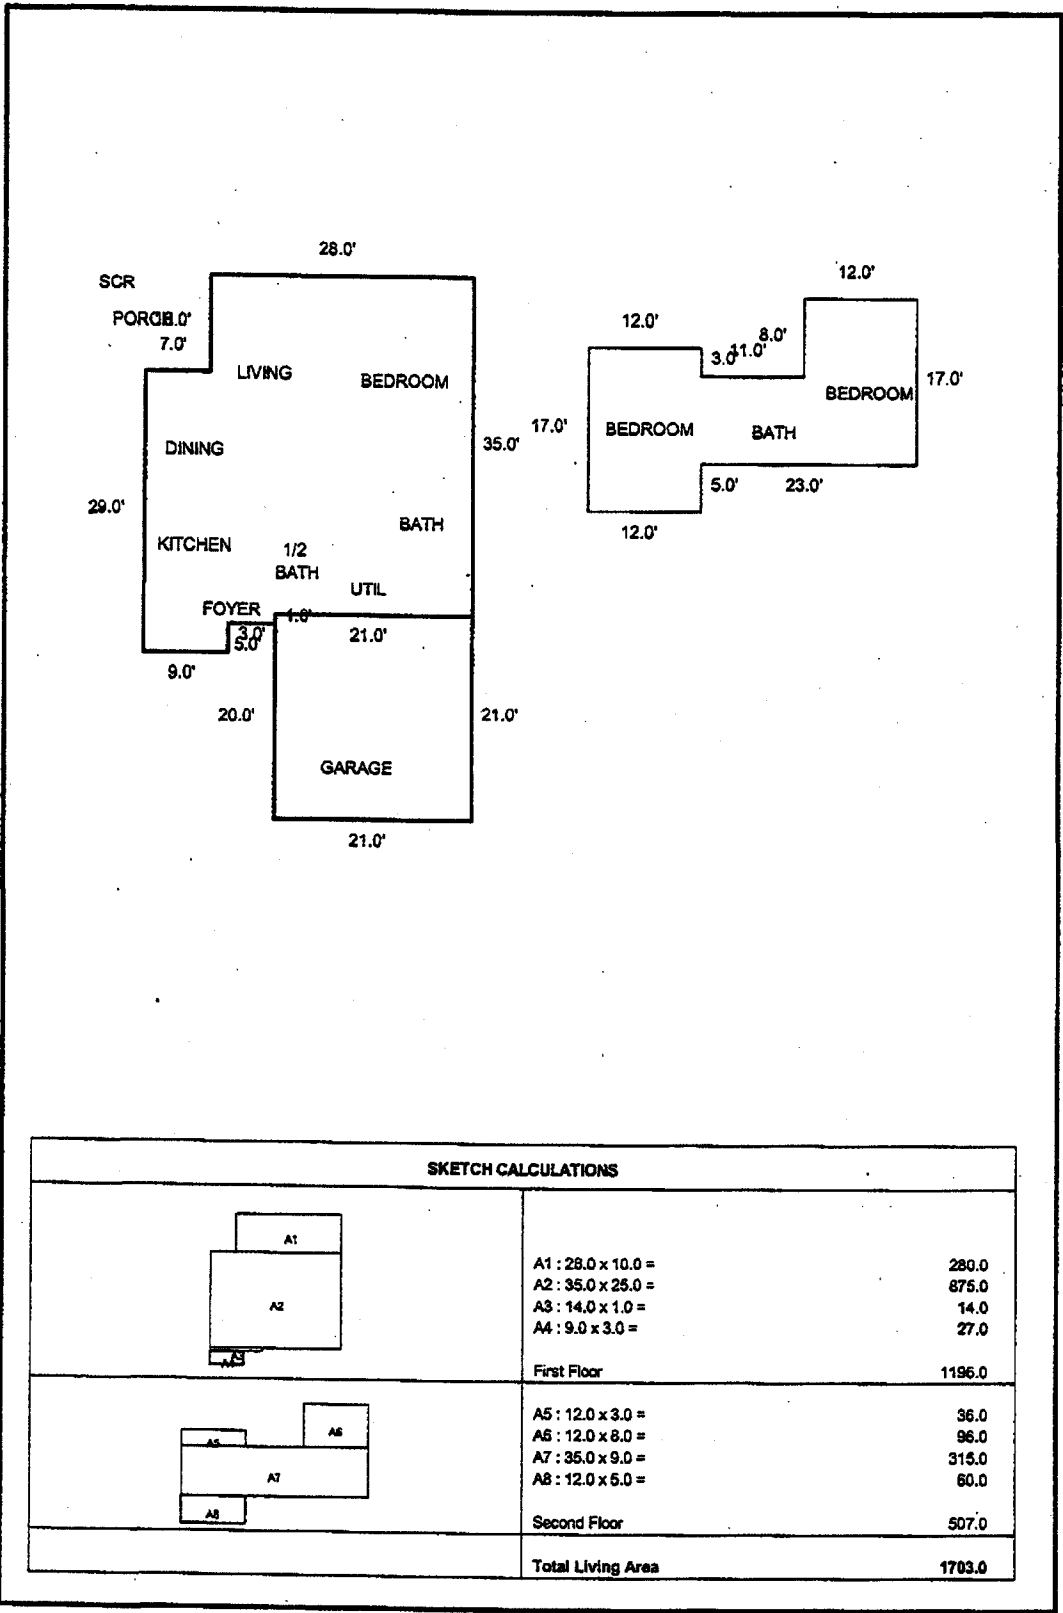 28.0'
SCR
12.0'
PORCH
7.0'
12.0'
8.0'
3.0'
11.0'
LIVING
BEDROOM
17.0'
BEDROOM
17.0'
BEDROOM
BATH
35.0'
DINING
5.0'
23.0'
29.0'
BATH
12.0'
KITCHEN
1/2
BATH
UTIL
FOYER
1.0'
3.0'
5.0'
21.0'
9.0'
20.0'
21.0'
GARAGE
21.0'
SKETCH CALCULATIONS
A1
A2
A3
A4
A1 : 28.0 x 10.0 = 280.0
A2 : 35.0 x 25.0 = 875.0
A3 : 14.0 x 1.0 = 14.0
A4 : 9.0 x 3.0 = 27.0
First Floor 1196.0
A5
A6
A7
A8
A5 : 12.0 x 3.0 = 36.0
A6 : 12.0 x 8.0 = 96.0
A7 : 35.0 x 9.0 = 315.0
A8 : 12.0 x 5.0 = 60.0
Second Floor 507.0
Total Living Area 1703.0